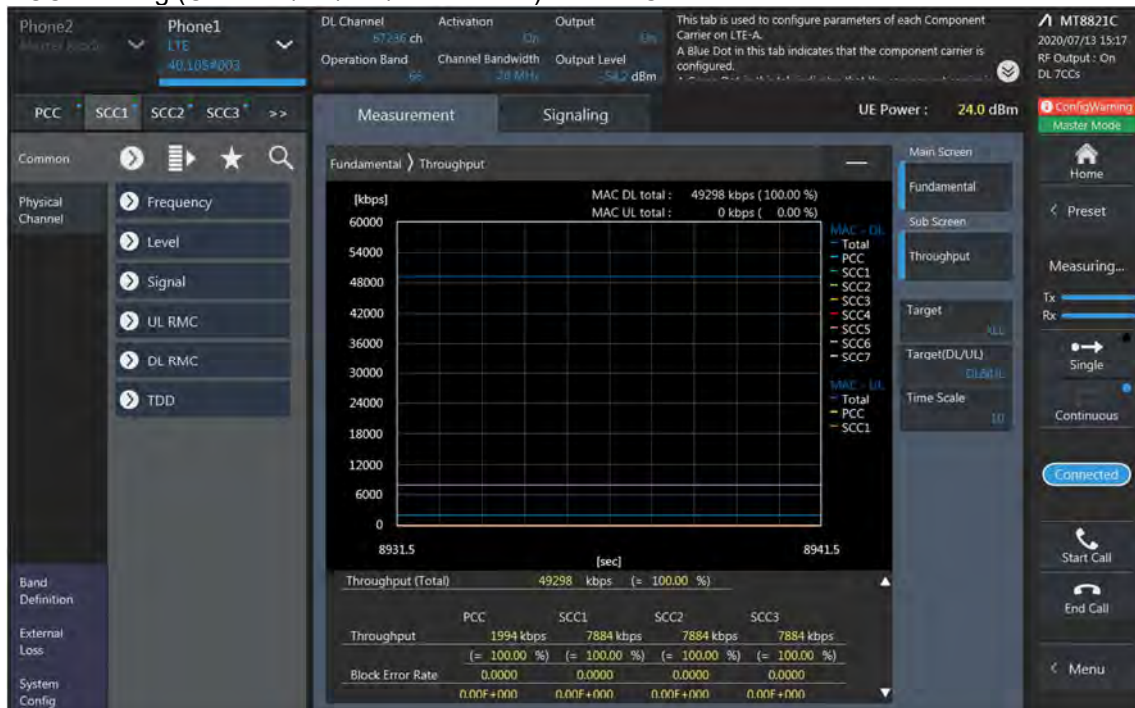 Phone2
Phone1
LTE
40.10S#003
DL Channel
67236 ch
Activation
On
Output
On
Operation Band
66
Channel Bandwidth
20 MHz
Output Level
-54.2 dBm
This tab is used to configure parameters of each Component
Carrier on LTE-A.
A Blue Dot in this tab indicates that the component carrier is
configured.
MT8821C
2020/07/13 15:17
RF Output : On
DL 7CCs
ConfigWarning
Master Mode
PCC
SCC1
SCC2
SCC3
>>
Measurement
Signaling
UE Power : 24.0 dBm
Common
Physical
Channel
Frequency
Level
Signal
UL RMC
DL RMC
TDD
Band
Definition
External
Loss
System
Config
Fundamental ⟩ Throughput
[kbps]
MAC DL total : 49298 kbps (100.00 %)
MAC UL total : 0 kbps ( 0.00 %)
60000
54000
48000
42000
36000
30000
24000
18000
12000
6000
0
8931.5
8941.5
[sec]
MAC - DL
Total
PCC
SCC1
SCC2
SCC3
SCC4
SCC5
SCC6
SCC7
MAC - UL
Total
PCC
SCC1
Throughput (Total) 49298 kbps (= 100.00 %)
PCC SCC1 SCC2 SCC3
Throughput 1994 kbps 7884 kbps 7884 kbps 7884 kbps
(= 100.00 %) (= 100.00 %) (= 100.00 %) (= 100.00 %)
Block Error Rate 0.0000 0.0000 0.0000 0.0000
0.00E+000 0.00E+000 0.00E+000 0.00E+000
Main Screen
Fundamental
Sub Screen
Throughput
Target
ALL
Target(DL/UL)
DL/UL
Time Scale
10
Home
< Preset
Measuring...
Tx
Rx
Single
Continuous
Connected
Start Call
End Call
< Menu